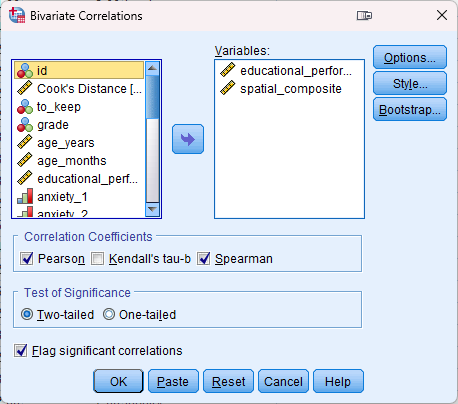 Bivariate Correlations
Variables:
id
Cook's Distance [...
to_keep
grade
age_years
age_months
educational_perf...
anxiety_1
anxiety_2
educational_perfor...
spatial_composite
Options...
Style...
Bootstrap...
Correlation Coefficients
Pearson Kendall's tau-b Spearman
Test of Significance
Two-tailed One-tailed
Flag significant correlations
OK Paste Reset Cancel Help